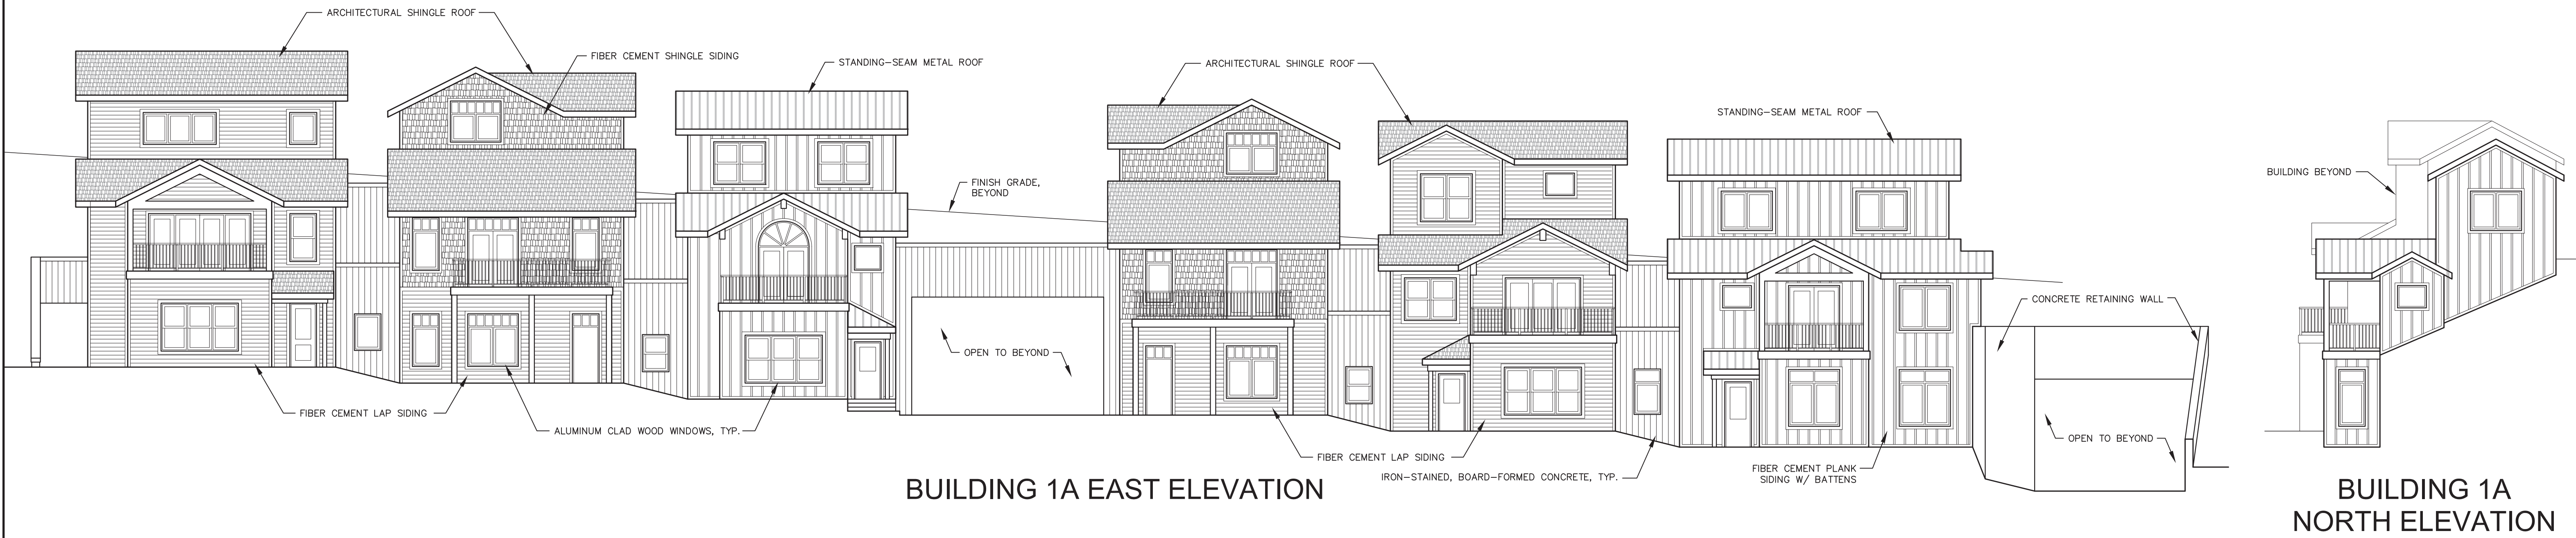 ARCHITECTURAL SHINGLE ROOF
FIBER CEMENT SHINGLE SIDING
STANDING-SEAM METAL ROOF
ARCHITECTURAL SHINGLE ROOF
STANDING-SEAM METAL ROOF
BUILDING BEYOND
FINISH GRADE,
BEYOND
CONCRETE RETAINING WALL
OPEN TO BEYOND
FIBER CEMENT LAP SIDING
ALUMINUM CLAD WOOD WINDOWS, TYP.
OPEN TO BEYOND
FIBER CEMENT LAP SIDING
IRON-STAINED, BOARD-FORMED CONCRETE, TYP.
FIBER CEMENT PLANK
SIDING W/ BATTENS
BUILDING 1A EAST ELEVATION
BUILDING 1A
NORTH ELEVATION